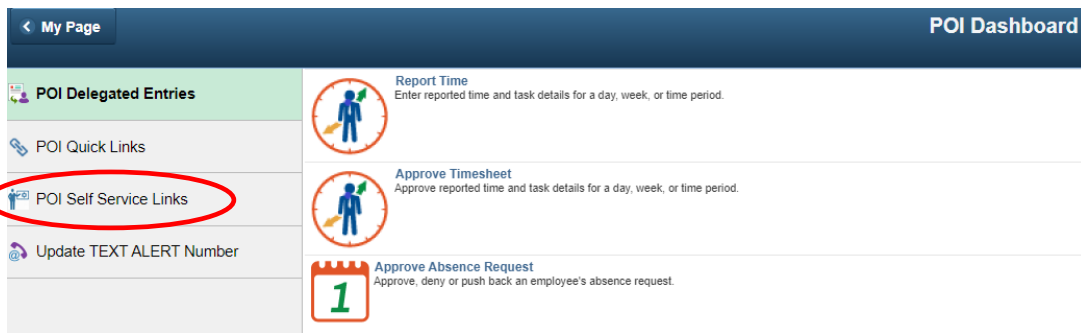 My Page
POI Dashboard
POI Delegated Entries
POI Quick Links
POI Self Service Links
Update TEXT ALERT Number
Report Time
Enter reported time and task details for a day, week, or time period.
Approve Timesheet
Approve reported time and task details for a day, week, or time period.
Approve Absence Request
Approve, deny or push back an employee's absence request.
1